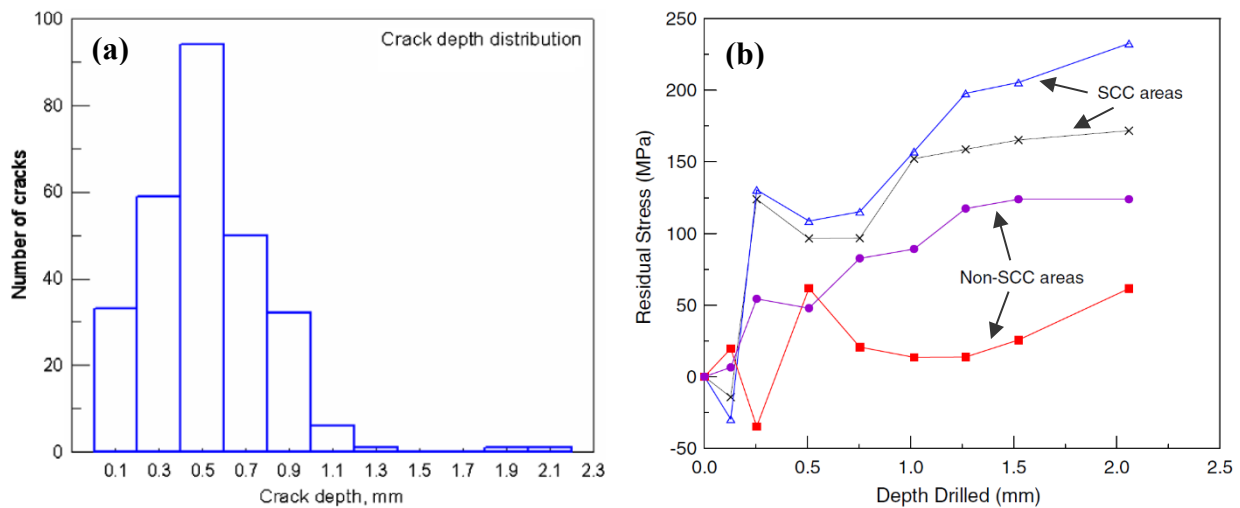 (a)
Crack depth distribution
Number of cracks
100
80
60
40
20
0
0.1 0.3 0.5 0.7 0.9 1.1 1.3 1.5 1.7 1.9 2.1 2.3
Crack depth, mm
(b)
SCC areas
Non-SCC areas
Residual Stress (MPa)
250
200
150
100
50
0
-50
0.0 0.5 1.0 1.5 2.0 2.5
Depth Drilled (mm)